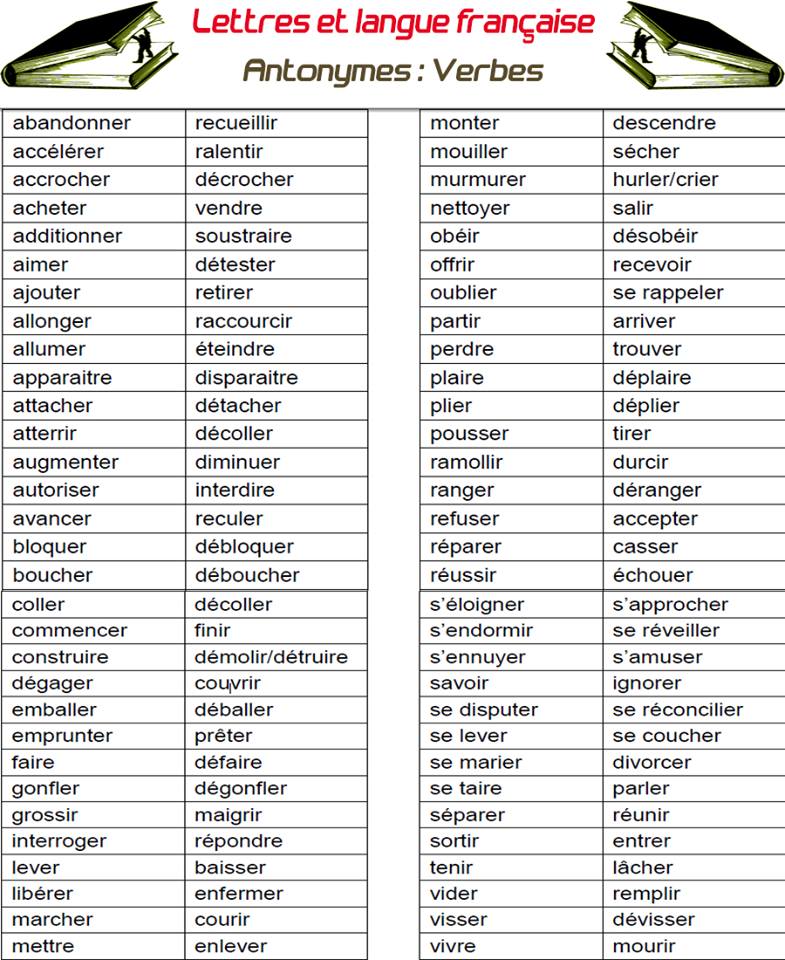 Lettres et langue française
Antonymes : Verbes
abandonner recueillir
accélérer ralentir
accrocher décrocher
acheter vendre
additionner soustraire
aimer détester
ajouter retirer
allonger raccourcir
allumer éteindre
apparaitre disparaitre
attacher détacher
atterrir décoller
augmenter diminuer
autoriser interdire
avancer reculer
bloquer débloquer
boucher déboucher
coller décoller
commencer finir
construire démolir/détruire
dégager couvrir
emballer déballer
emprunter prêter
faire défaire
gonfler dégonfler
grossir maigrir
interroger répondre
lever baisser
libérer enfermer
marcher courir
mettre enlever
monter descendre
mouiller sécher
murmurer hurler/crier
nettoyer salir
obéir désobéir
offrir recevoir
oublier se rappeler
partir arriver
perdre trouver
plaire déplaire
plier déplier
pousser tirer
ramollir durcir
ranger déranger
refuser accepter
réparer casser
réussir échouer
s’éloigner s’approcher
s’endormir se réveiller
s’ennuyer s’amuser
savoir ignorer
se disputer se réconcilier
se lever se coucher
se marier divorcer
se taire parler
séparer réunir
sortir entrer
tenir lâcher
vider remplir
visser dévisser
vivre mourir